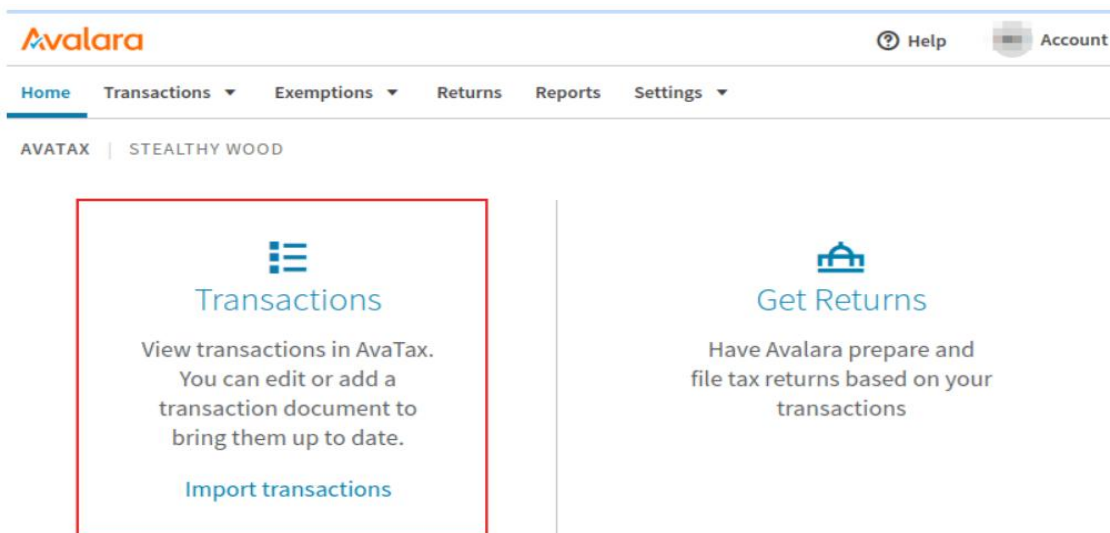 Avalara
Help Account
Home Transactions Exemptions Returns Reports Settings
AVATAX | STEALTHY WOOD
Transactions
View transactions in AvaTax.
You can edit or add a
transaction document to
bring them up to date.
Import transactions
Get Returns
Have Avalara prepare and
file tax returns based on your
transactions